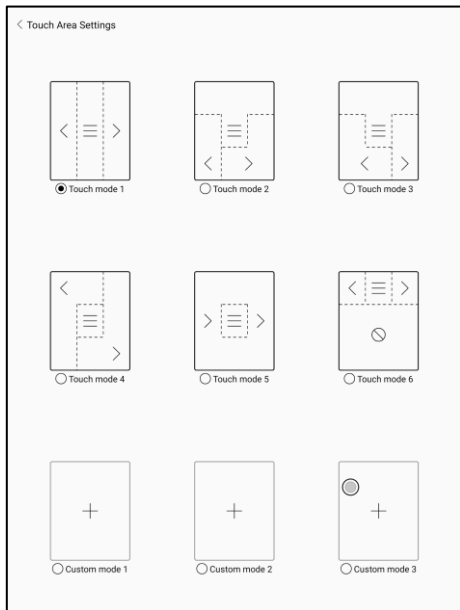 Touch Area Settings
Touch mode 1
Touch mode 2
Touch mode 3
Touch mode 4
Touch mode 5
Touch mode 6
Custom mode 1
Custom mode 2
Custom mode 3